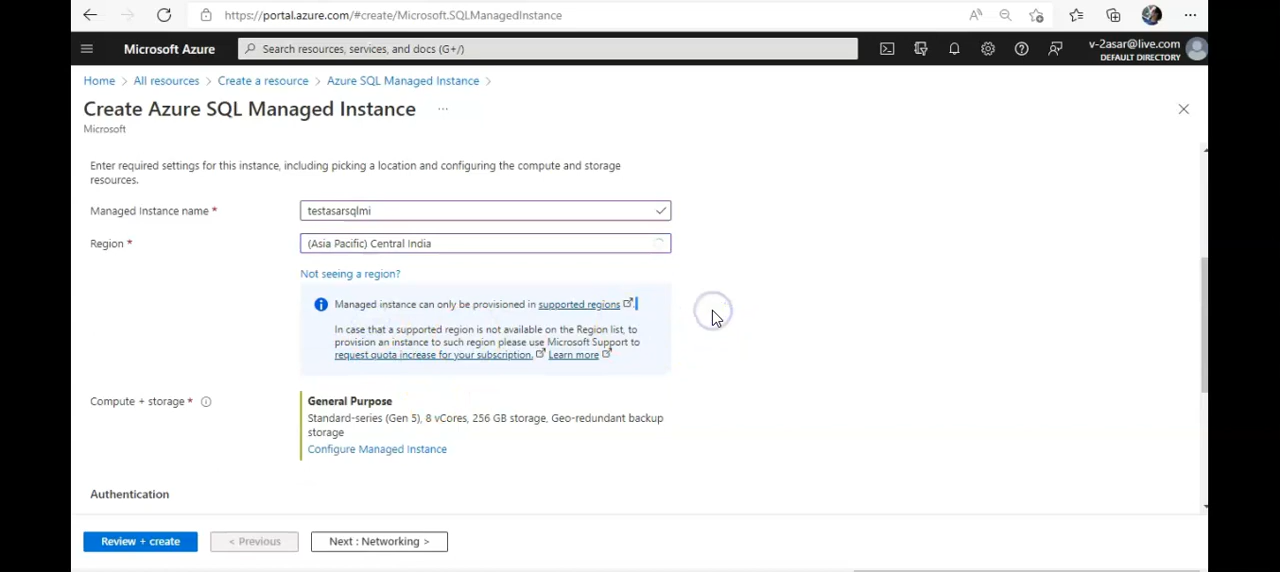 https://portal.azure.com/#create/Microsoft.SQLManagedInstance
Microsoft Azure
Search resources, services, and docs (G+/)
v-2asar@live.com
DEFAULT DIRECTORY
Home > All resources > Create a resource > Azure SQL Managed Instance >
Create Azure SQL Managed Instance ...
Microsoft
Enter required settings for this instance, including picking a location and configuring the compute and storage
resources.
Managed Instance name * testasarsqlmi
Region * (Asia Pacific) Central India
Not seeing a region?
Managed instance can only be provisioned in supported regions .
In case that a supported region is not available on the Region list, to
provision an instance to such region please use Microsoft Support to
request quota increase for your subscription. Learn more
Compute + storage * General Purpose
Standard-series (Gen 5), 8 vCores, 256 GB storage, Geo-redundant backup
storage
Configure Managed Instance
Authentication
Review + create < Previous Next : Networking >